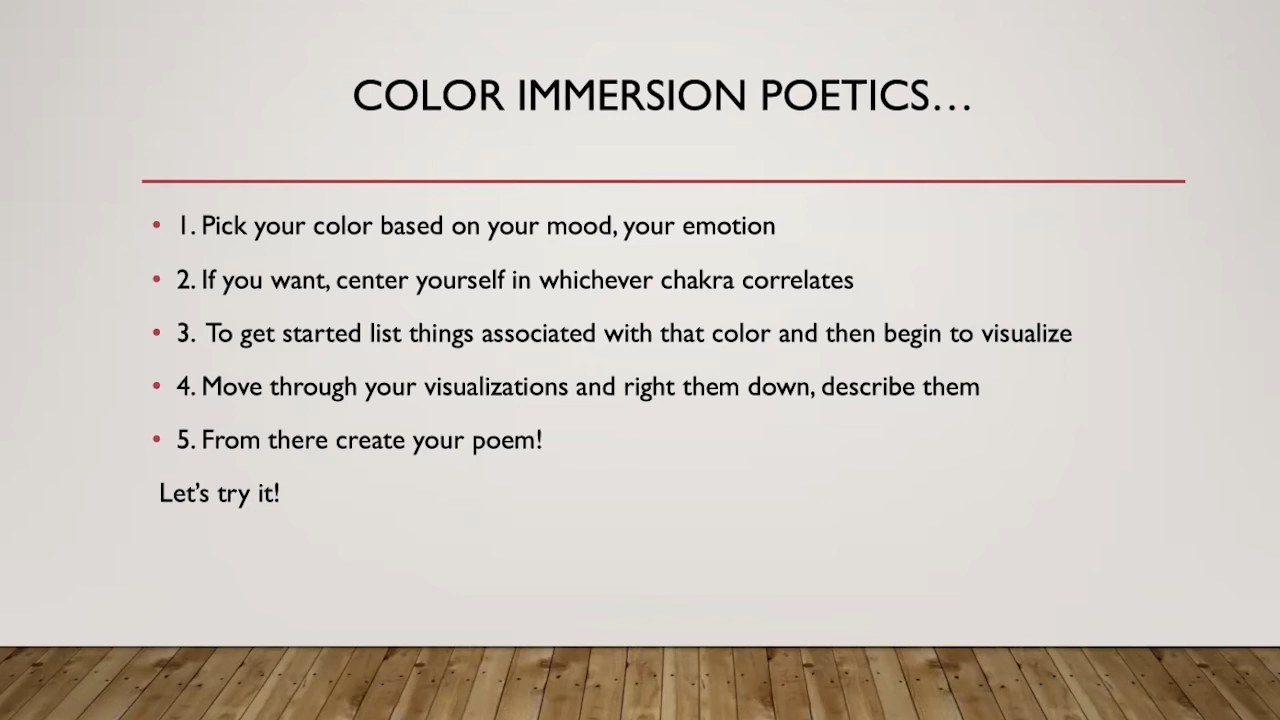 COLOR IMMERSION POETICS…
• 1. Pick your color based on your mood, your emotion
• 2. If you want, center yourself in whichever chakra correlates
• 3. To get started list things associated with that color and then begin to visualize
• 4. Move through your visualizations and right them down, describe them
• 5. From there create your poem!
Let’s try it!